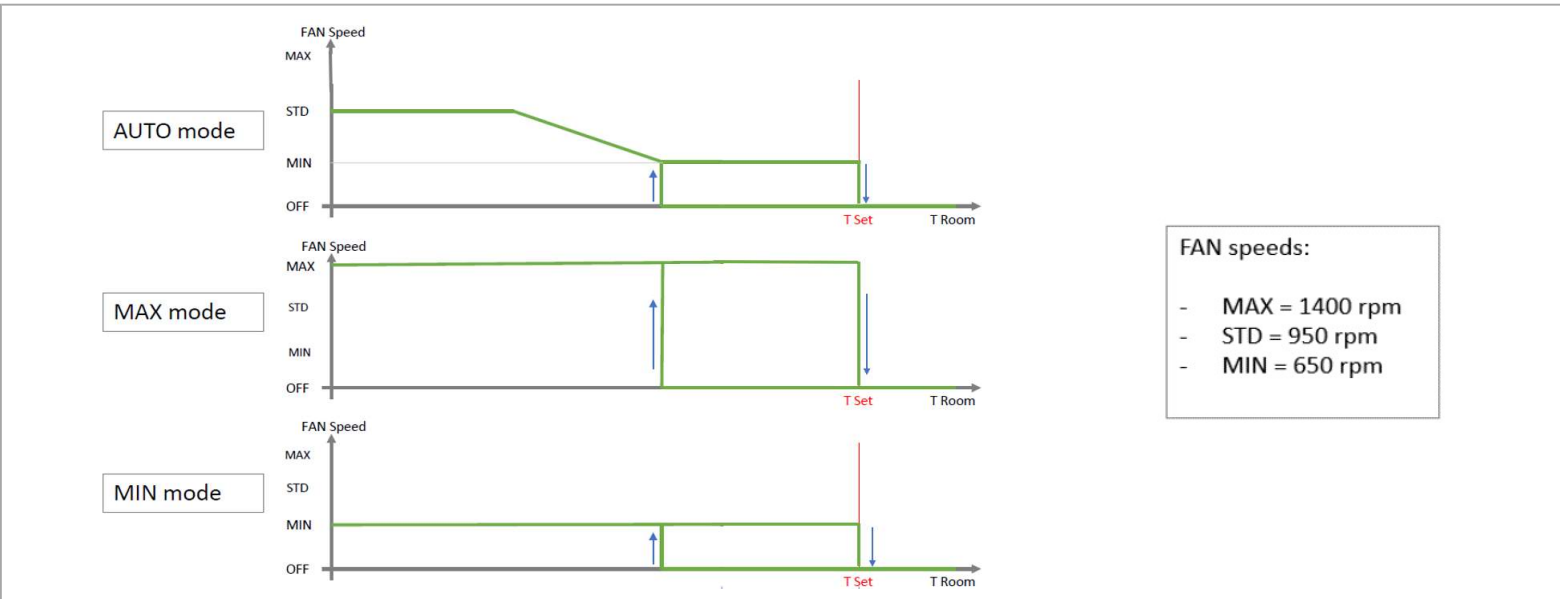 FAN Speed
MAX
AUTO mode
STD
MIN
OFF
T Set
T Room
FAN Speed
MAX
MAX mode
STD
MIN
OFF
T Set
T Room
FAN Speed
MAX
STD
MIN mode
MIN
OFF
T Set
T Room
FAN speeds:
- MAX = 1400 rpm
- STD = 950 rpm
- MIN = 650 rpm